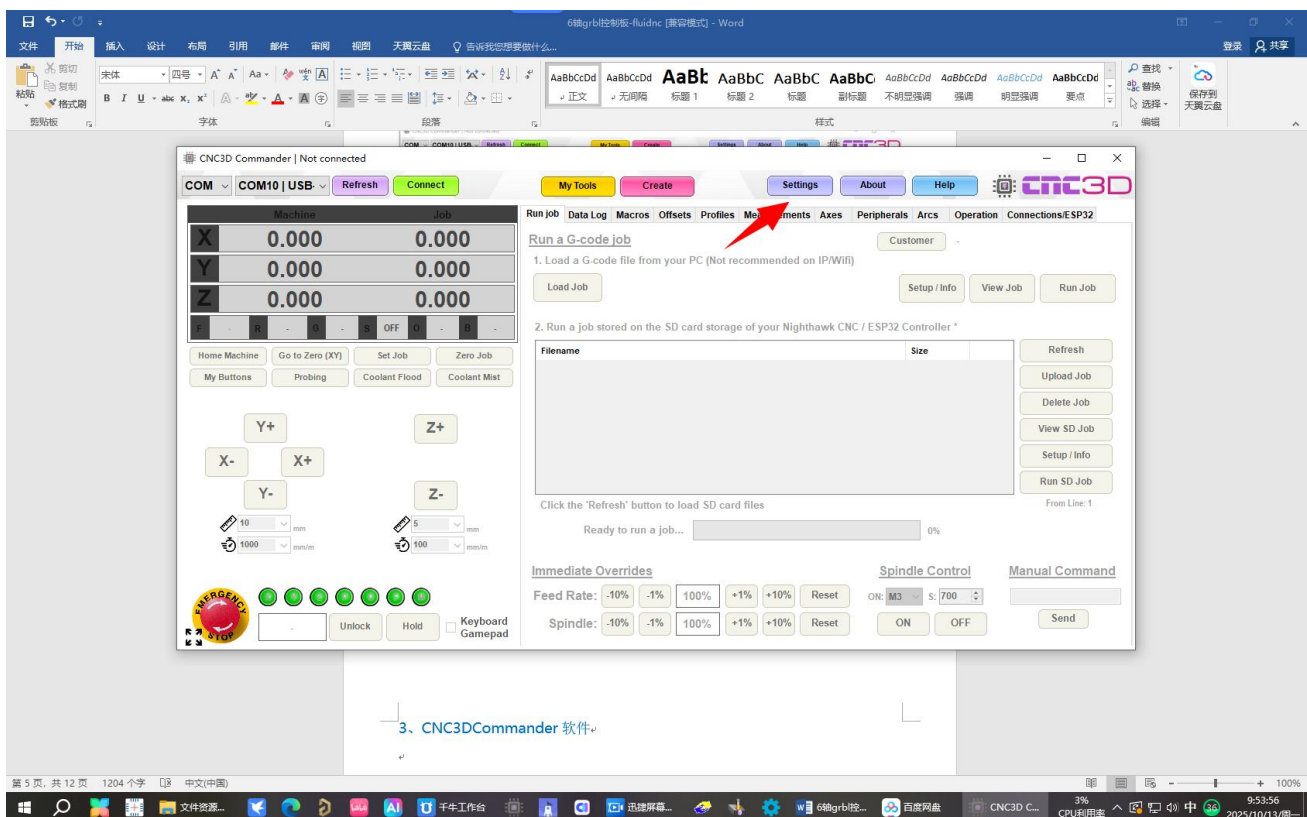 6轴grbl控制板-fluidnc [兼容模式] - Word
文件 开始 插入 设计 布局 引用 邮件 审阅 视图 天翼云盘 告诉我您想要做什么... 登录 共享
剪切
复制
格式刷
粘贴
宋体 四号
B I U abc x₂ x²
AaBbCcDd AaBbCcDd AaBb AaBbC AaBbC AaBbC AaBbCcDd AaBbCcDd AaBbCcDd AaBbCcDd
正文 无间隔 标题 1 标题 2 标题 副标题 不明显强调 强调 明显强调 要点
查找
替换
选择
保存到
天翼云盘
剪贴板 字体 段落 样式 编辑
CNC3D Commander | Not connected
COM COM10 | USB- Refresh Connect My Tools Create Settings About Help CNC3D
Machine Job
X 0.000 0.000
Y 0.000 0.000
Z 0.000 0.000
F - R - G - S OFF O - B -
Home Machine Go to Zero (XY) Set Job Zero Job
My Buttons Probing Coolant Flood Coolant Mist
Y+ Z+
X- X+
Y- Z-
10 mm 5 mm
1000 mm/m 100 mm/m
EMERGENCY STOP
- Unlock Hold Keyboard
Gamepad
Run job Data Log Macros Offsets Profiles Axes Peripherals Arcs Operation Connections/ESP32
Run a G-code job Customer -
1. Load a G-code file from your PC (Not recommended on IP/Wifi)
Load Job Setup / Info View Job Run Job
2. Run a job stored on the SD card storage of your Nighthawk CNC / ESP32 Controller *
Filename Size
Refresh
Upload Job
Delete Job
View SD Job
Setup / Info
Run SD Job
Click the 'Refresh' button to load SD card files From Line: 1
Ready to run a job... 0%
Immediate Overrides Spindle Control Manual Command
Feed Rate: -10% -1% 100% +1% +10% Reset ON: M3 S: 700
Spindle: -10% -1% 100% +1% +10% Reset ON OFF Send
3、CNC3DCommander 软件
第 5 页, 共 12 页 1204 个字 中文(中国) 100%
文件资源... 千牛工作台 迅捷屏幕... 6轴grbl控... 百度网盘 CNC3D C... 3%
CPU利用率 中 36 9:53:56
2025/10/13/周一